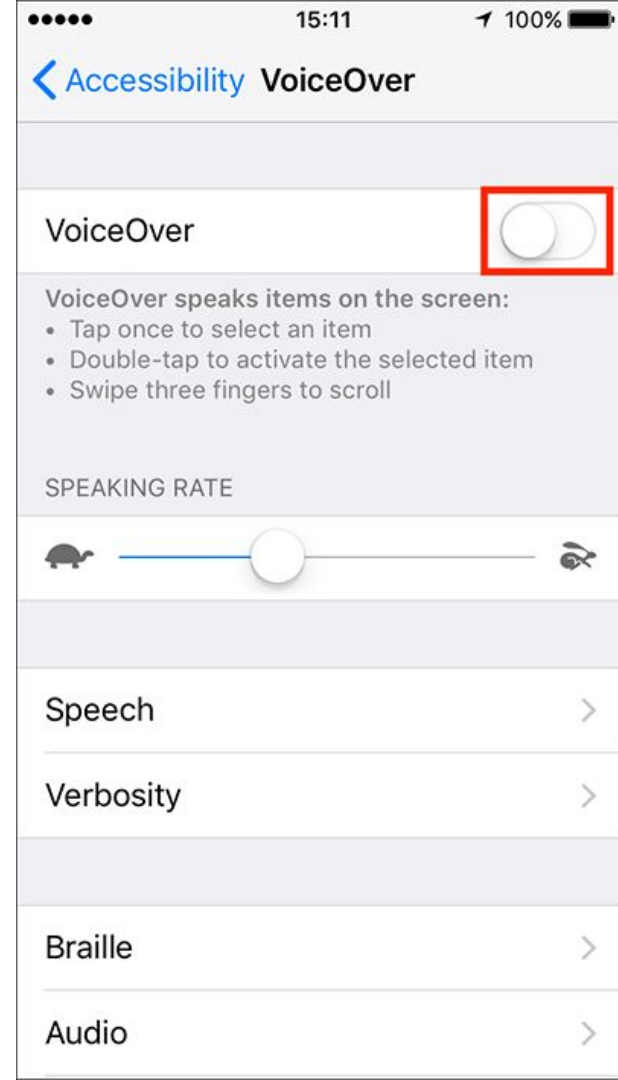 15:11 100%
Accessibility VoiceOver
VoiceOver
VoiceOver speaks items on the screen:
• Tap once to select an item
• Double-tap to activate the selected item
• Swipe three fingers to scroll
SPEAKING RATE
Speech
Verbosity
Braille
Audio